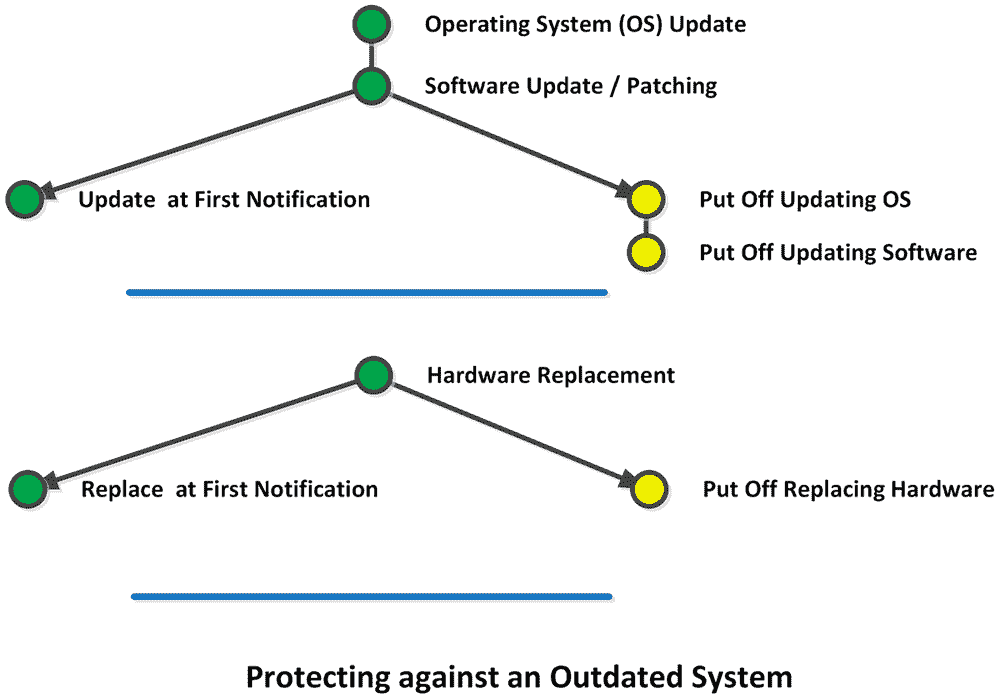 Operating System (OS) Update
Software Update / Patching
Update at First Notification
Put Off Updating OS
Put Off Updating Software
Hardware Replacement
Replace at First Notification
Put Off Replacing Hardware
Protecting against an Outdated System